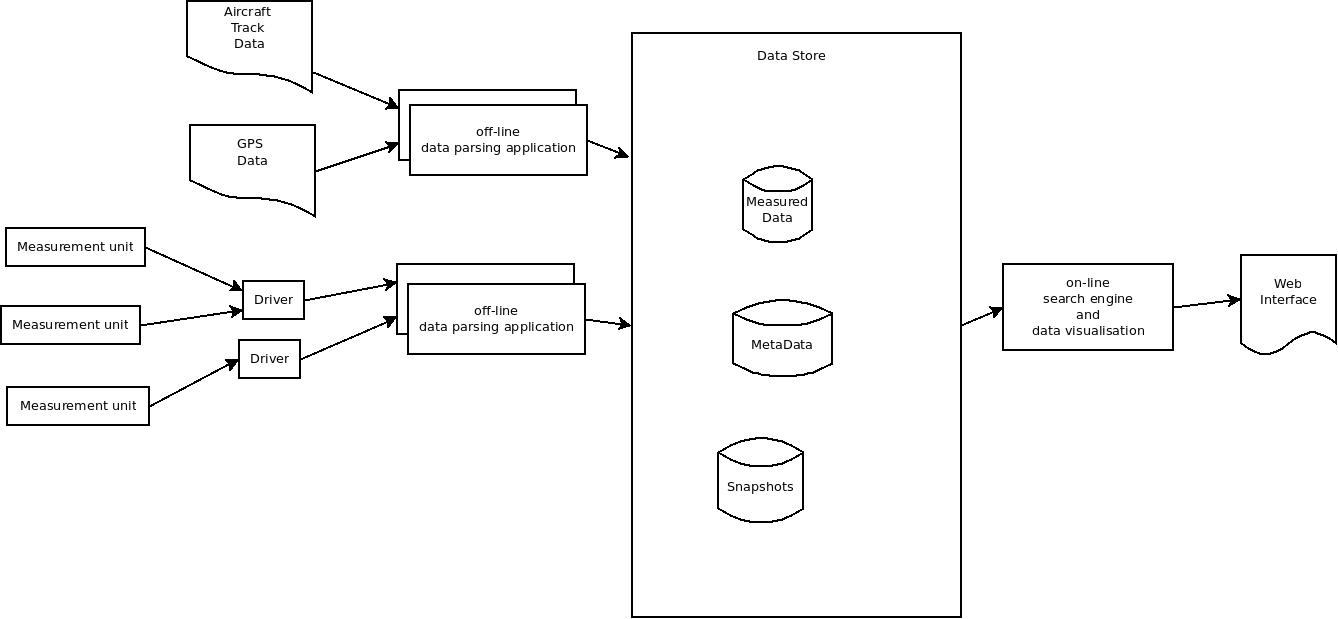 Aircraft
Track
Data
GPS
Data
off-line
data parsing application
Data Store
Measured
Data
Measurement unit
Measurement unit
Measurement unit
Driver
Driver
off-line
data parsing application
MetaData
Snapshots
on-line
search engine
and
data visualisation
Web
Interface